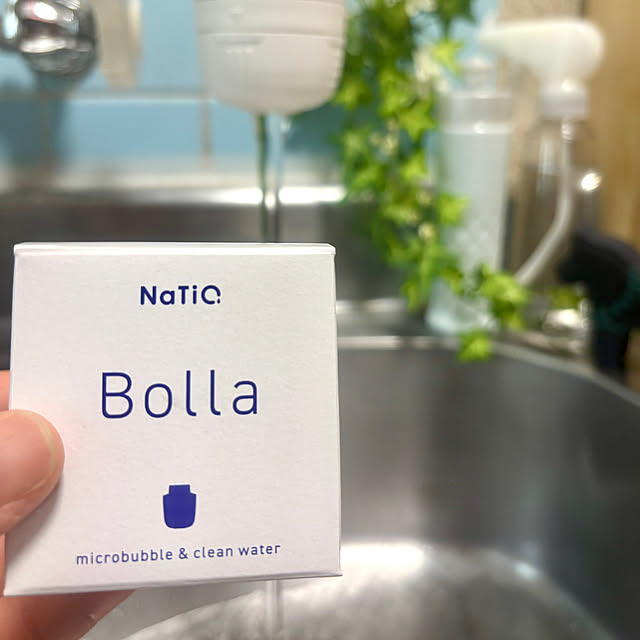 NaTiO
Bolla
microbubble & clean water